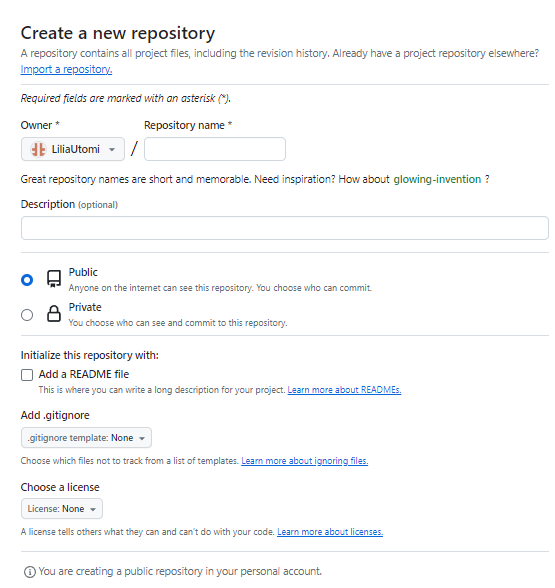 Create a new repository
A repository contains all project files, including the revision history. Already have a project repository elsewhere?
Import a repository.
Required fields are marked with an asterisk (*).
Owner * Repository name *
LiliaUtomi /
Great repository names are short and memorable. Need inspiration? How about glowing-invention ?
Description (optional)
Public
Anyone on the internet can see this repository. You choose who can commit.
Private
You choose who can see and commit to this repository.
Initialize this repository with:
Add a README file
This is where you can write a long description for your project. Learn more about READMEs.
Add .gitignore
.gitignore template: None
Choose which files not to track from a list of templates. Learn more about ignoring files.
Choose a license
License: None
A license tells others what they can and can't do with your code. Learn more about licenses.
You are creating a public repository in your personal account.